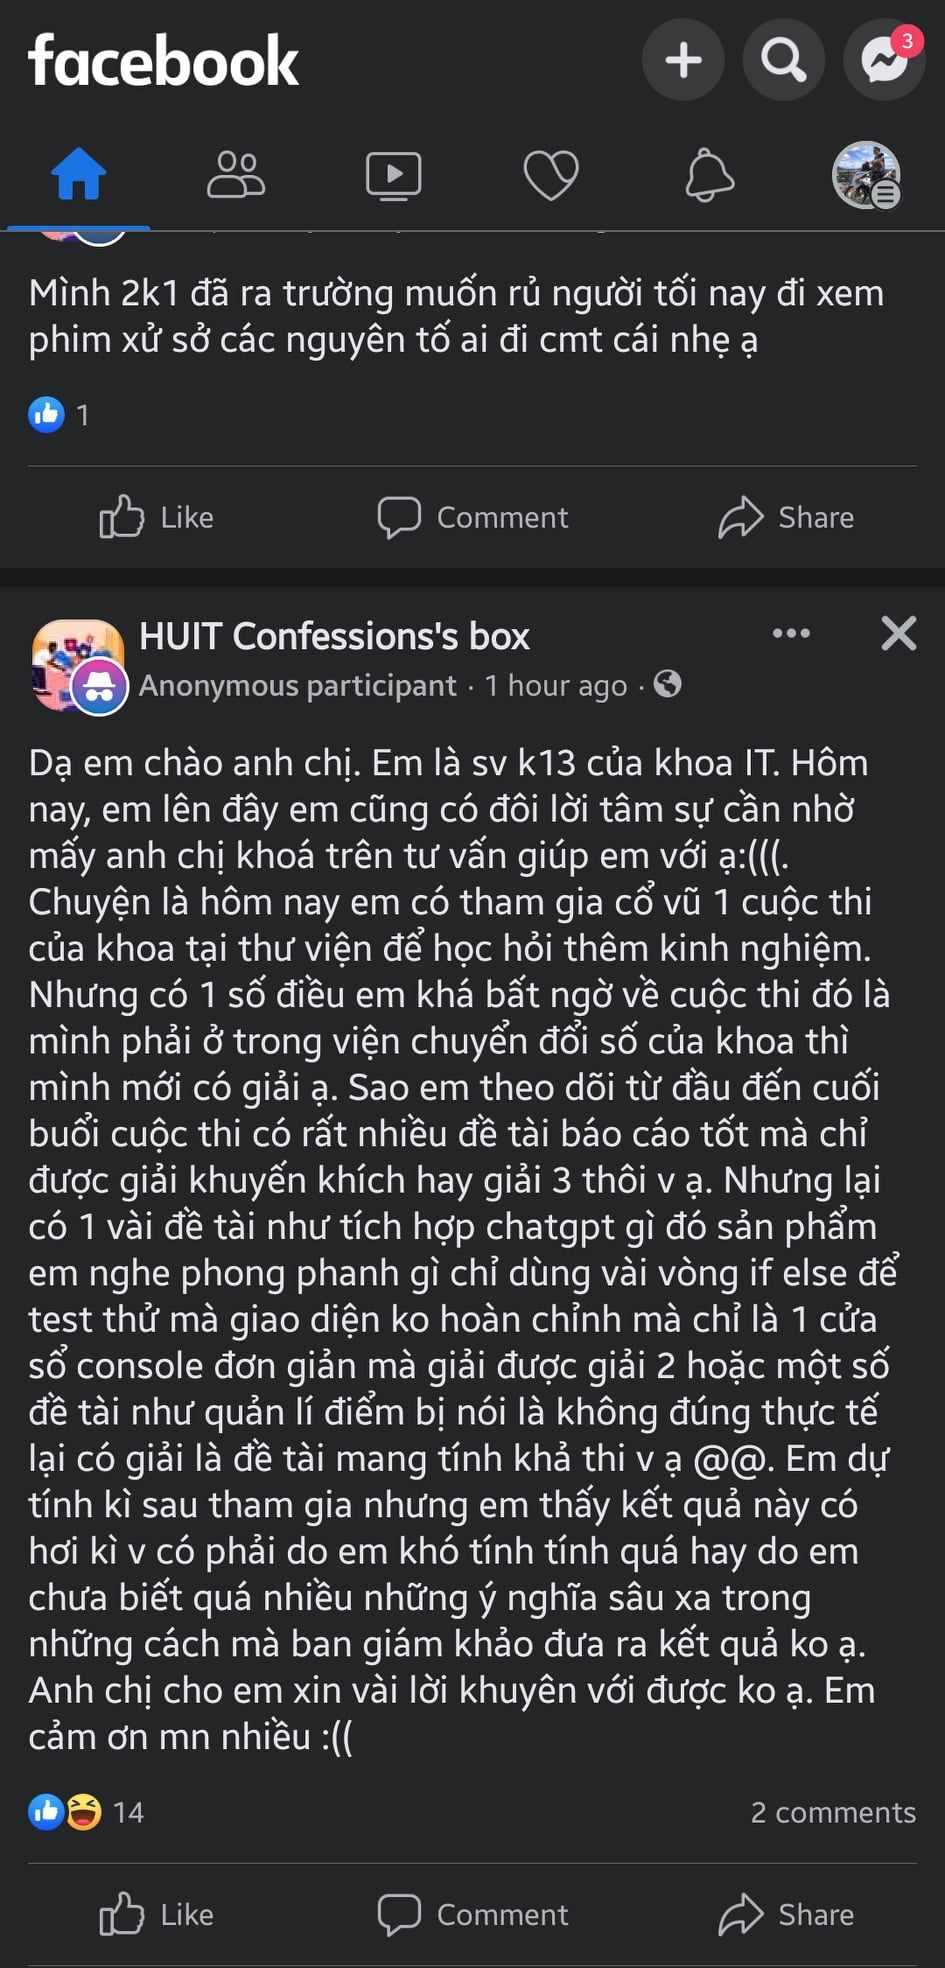 facebook
3
Mình 2k1 đã ra trường muốn rủ người tối nay đi xem
phim xử sở các nguyên tố ai đi cmt cái nhẹ ạ
1
Like
Comment
Share
HUIT Confessions's box
Anonymous participant · 1 hour ago ·
Dạ em chào anh chị. Em là sv k13 của khoa IT. Hôm
nay, em lên đây em cũng có đôi lời tâm sự cần nhờ
mấy anh chị khoá trên tư vấn giúp em với ạ:(((.
Chuyện là hôm nay em có tham gia cổ vũ 1 cuộc thi
của khoa tại thư viện để học hỏi thêm kinh nghiệm.
Nhưng có 1 số điều em khá bất ngờ về cuộc thi đó là
mình phải ở trong viện chuyển đổi số của khoa thì
mình mới có giải ạ. Sao em theo dõi từ đầu đến cuối
buổi cuộc thi có rất nhiều đề tài báo cáo tốt mà chỉ
được giải khuyến khích hay giải 3 thôi v ạ. Nhưng lại
có 1 vài đề tài như tích hợp chatgpt gì đó sản phẩm
em nghe phong phanh gì chỉ dùng vài vòng if else để
test thử mà giao diện ko hoàn chỉnh mà chỉ là 1 cửa
sổ console đơn giản mà giải được giải 2 hoặc một số
đề tài như quản lí điểm bị nói là không đúng thực tế
lại có giải là đề tài mang tính khả thi v ạ @@. Em dự
tính kì sau tham gia nhưng em thấy kết quả này có
hơi kì v có phải do em khó tính tính quá hay do em
chưa biết quá nhiều những ý nghĩa sâu xa trong
những cách mà ban giám khảo đưa ra kết quả ko ạ.
Anh chị cho em xin vài lời khuyên với được ko ạ. Em
cảm ơn mn nhiều :((
14
2 comments
Like
Comment
Share